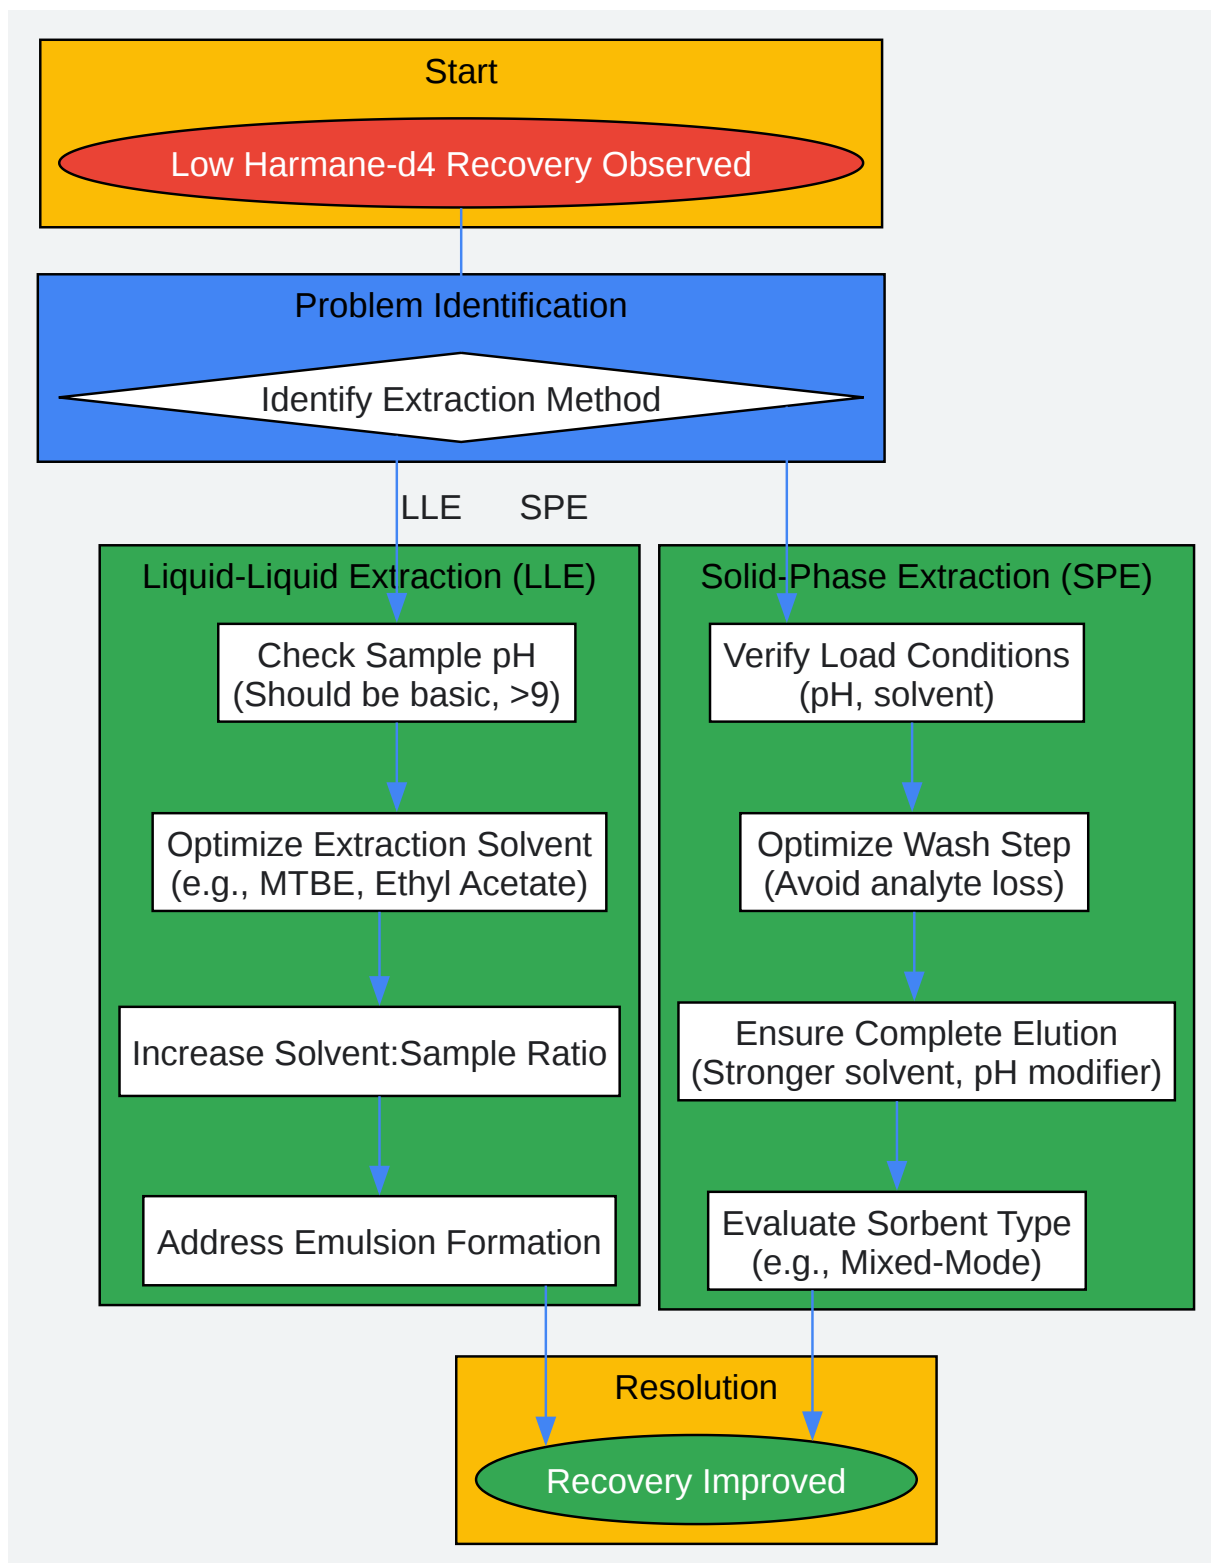 Start
Low Harmane-d4 Recovery Observed
Problem Identification
Identify Extraction Method
LLE
SPE
Liquid-Liquid Extraction (LLE)
Check Sample pH
(Should be basic, >9)
Optimize Extraction Solvent
(e.g., MTBE, Ethyl Acetate)
Increase Solvent:Sample Ratio
Address Emulsion Formation
Solid-Phase Extraction (SPE)
Verify Load Conditions
(pH, solvent)
Optimize Wash Step
(Avoid analyte loss)
Ensure Complete Elution
(Stronger solvent, pH modifier)
Evaluate Sorbent Type
(e.g., Mixed-Mode)
Resolution
Recovery Improved